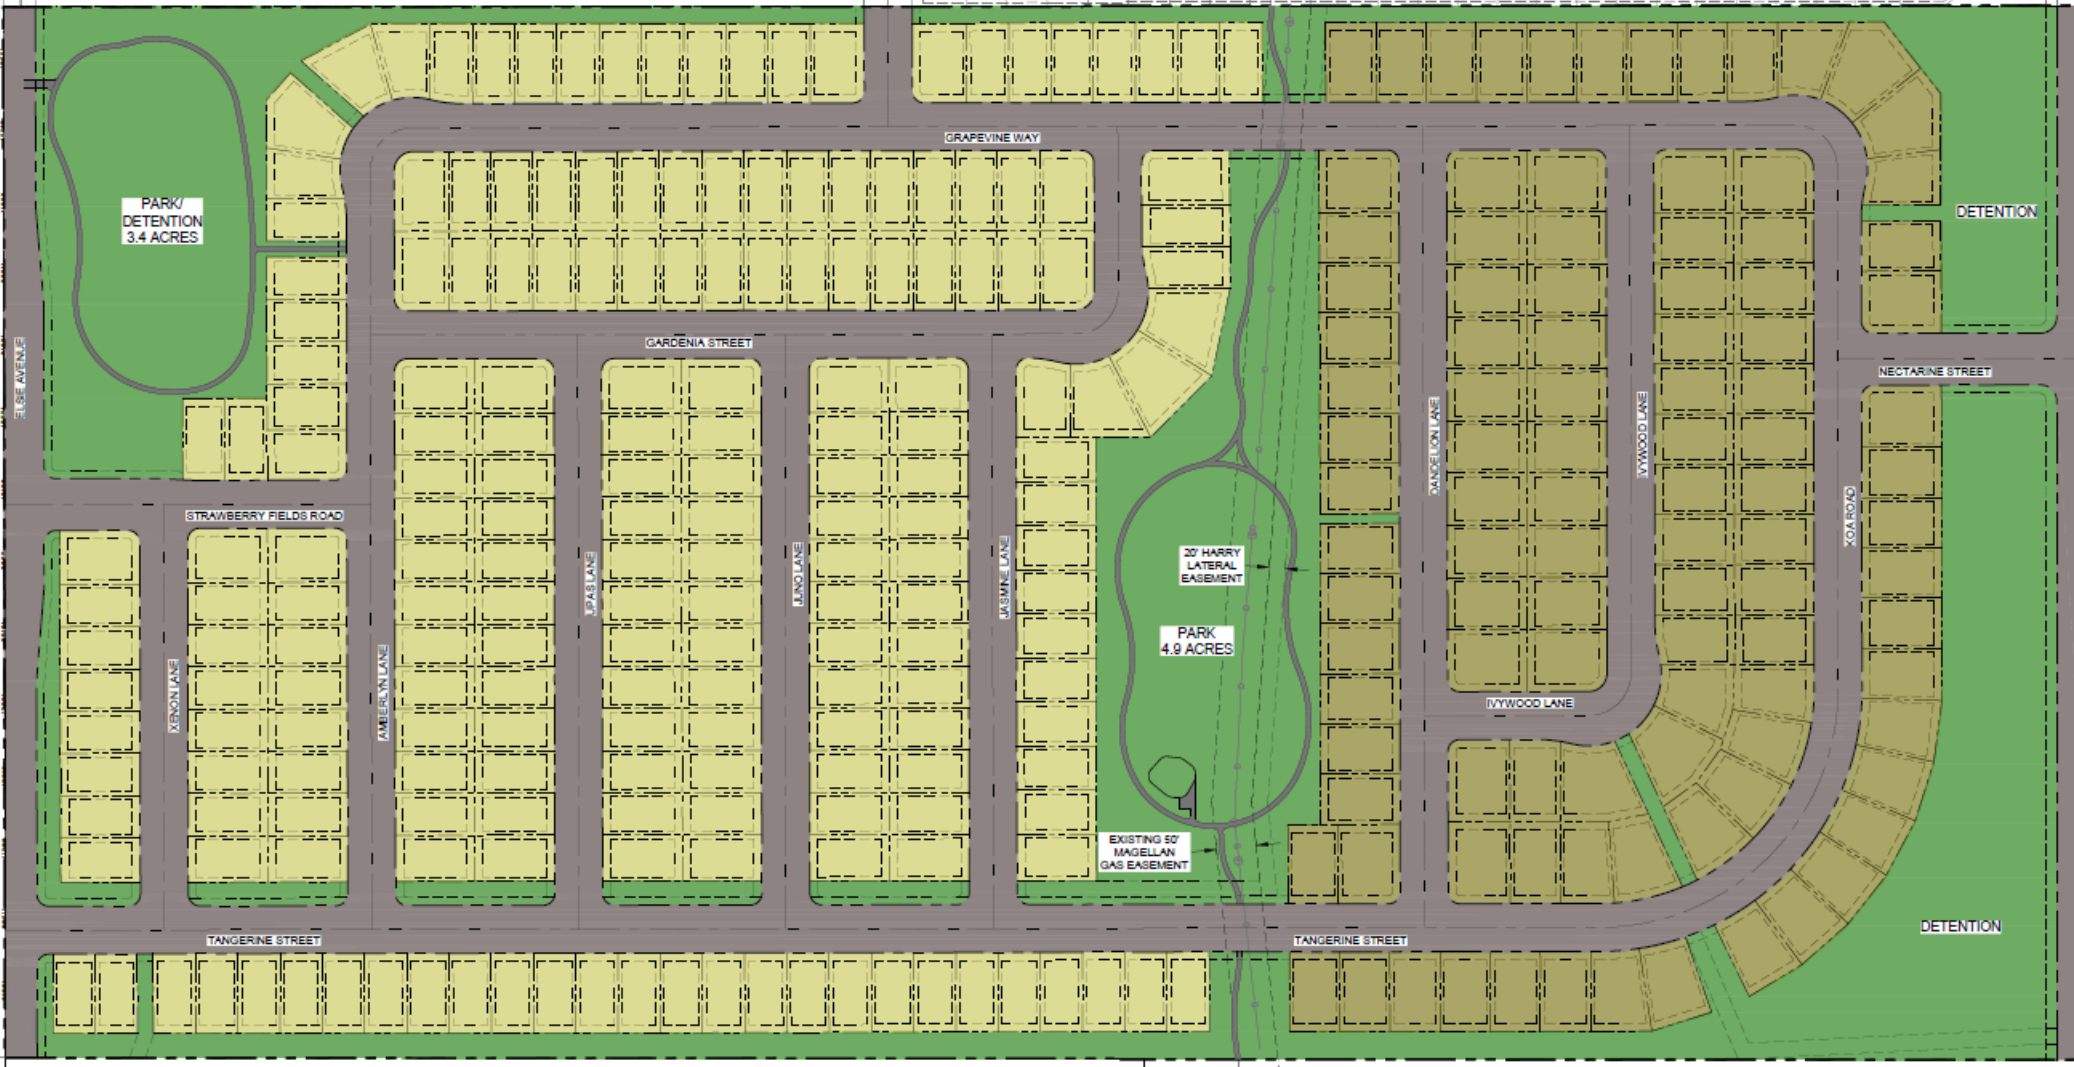 GRAPEVINE WAY
PARK/
DETENTION
3.4 ACRES
DETENTION
GARDENIA STREET
ELSE AVENUE
NECTARINE STREET
DANDELION LANE
IVYWOOD LANE
STRAWBERRY FIELDS ROAD
XOA ROAD
20' HARRY
LATERAL
EASEMENT
UPAS LANE
JUNO LANE
JASMINE LANE
PARK
4.9 ACRES
XENON LANE
AMBERLYN LANE
IVYWOOD LANE
EXISTING 50'
MAGELLAN
GAS EASEMENT
DETENTION
TANGERINE STREET
TANGERINE STREET